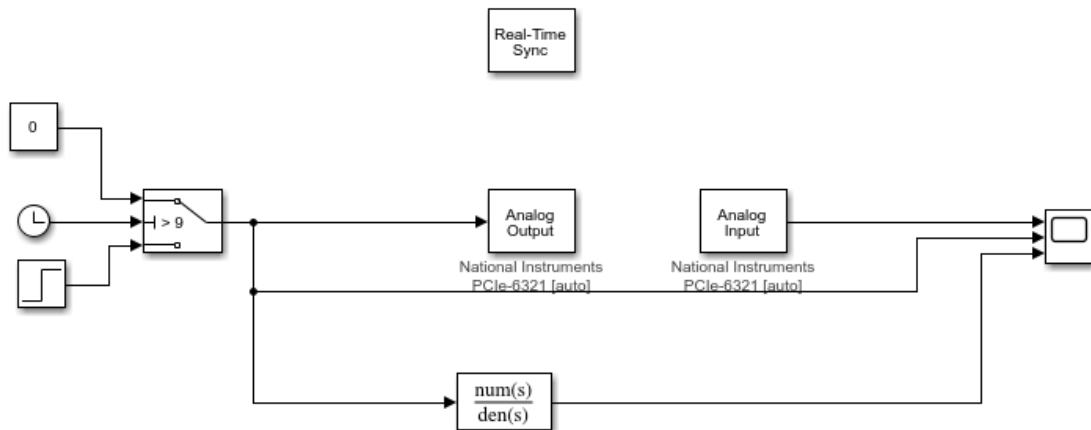 Real-Time
Sync
0
> 9
Analog
Output
Analog
Input
National Instruments
PCIe-6321 [auto]
National Instruments
PCIe-6321 [auto]
num(s)
den(s)